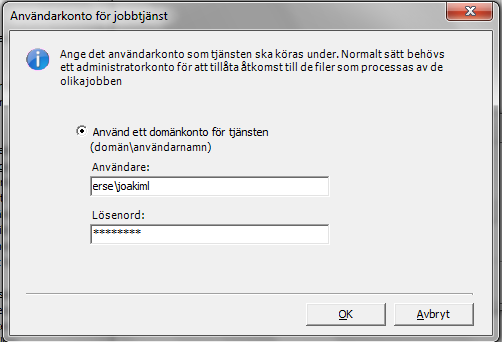 Användarkonto för jobbtjänst
Ange det användarkonto som tjänsten ska köras under. Normalt sätt behövs
ett administratorkonto för att tillåta åtkomst till de filer som processas av de
olikajobben
Använd ett domänkonto för tjänsten
(domän\användarnamn)
Användare:
erse\joakiml
Lösenord:
********
OK
Avbryt